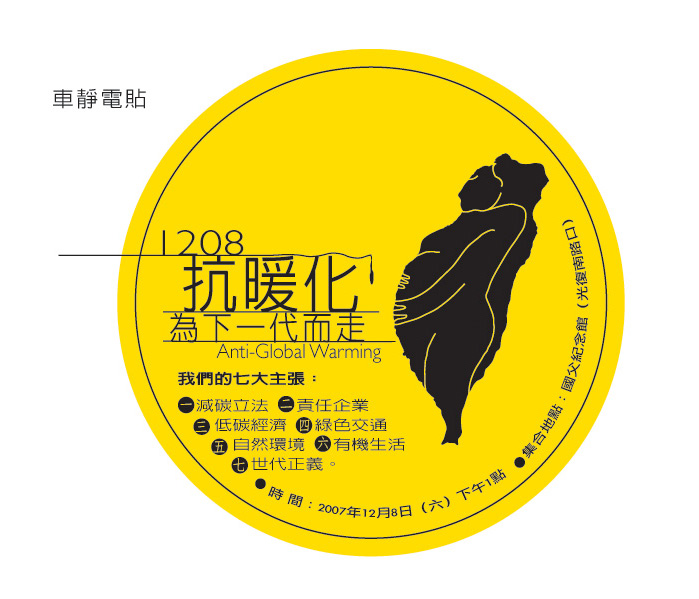 車靜電貼
1208
抗暖化
為下一代而走
Anti-Global Warming
我們的七大主張：
一 減碳立法 二 責任企業
三 低碳經濟 四 綠色交通
五 自然環境 六 有機生活
七 世代正義。
●時間：2007年12月8日（六）下午1點
●集合地點：國父紀念館（光復南路口）